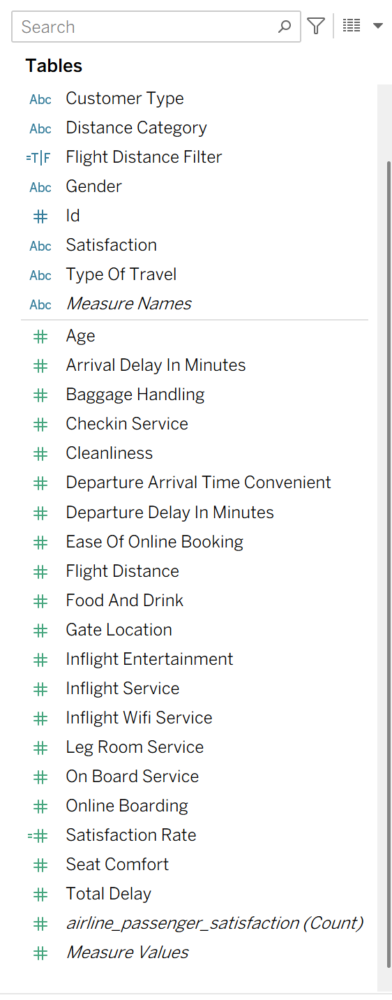 Search
Tables
Abc Customer Type
Abc Distance Category
=T|F Flight Distance Filter
Abc Gender
# Id
Abc Satisfaction
Abc Type Of Travel
Abc Measure Names
# Age
# Arrival Delay In Minutes
# Baggage Handling
# Checkin Service
# Cleanliness
# Departure Arrival Time Convenient
# Departure Delay In Minutes
# Ease Of Online Booking
# Flight Distance
# Food And Drink
# Gate Location
# Inflight Entertainment
# Inflight Service
# Inflight Wifi Service
# Leg Room Service
# On Board Service
# Online Boarding
=# Satisfaction Rate
# Seat Comfort
# Total Delay
# airline_passenger_satisfaction (Count)
# Measure Values